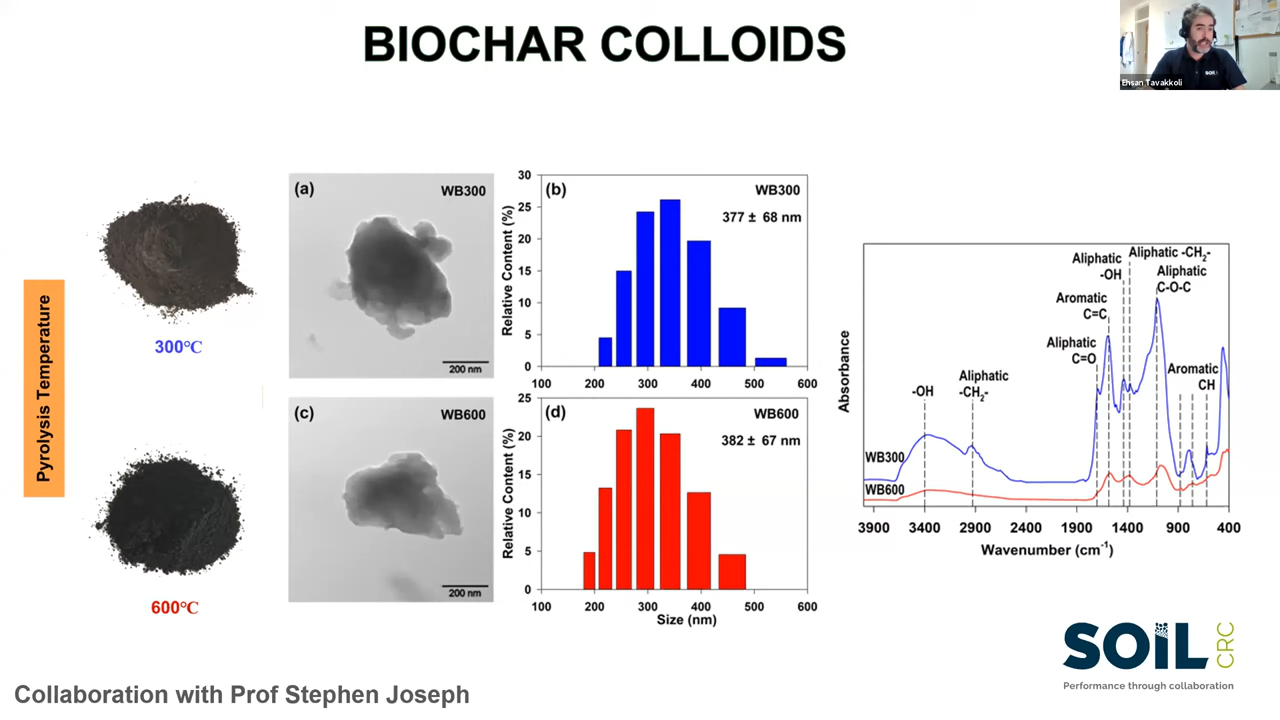 BIOCHAR COLLOIDS
SOiL
Ehsan Tavakkoli
Pyrolysis Temperature
300℃
600℃
(a)
WB300
200 nm
(b)
WB300
377 ± 68 nm
Relative Content (%)
30
25
20
15
10
5
0
100
200
300
400
500
600
(c)
WB600
200 nm
(d)
WB600
382 ± 67 nm
Relative Content (%)
25
20
15
10
5
0
100
200
300
400
500
600
Size (nm)
Absorbance
-OH
Aliphatic
-CH₂-
Aliphatic
C=O
Aromatic
C=C
Aliphatic
-OH
Aliphatic -CH₂-
Aliphatic
C-O-C
Aromatic
CH
WB300
WB600
3900
3400
2900
2400
1900
1400
900
400
Wavenumber (cm⁻¹)
SOiL CRC
Performance through collaboration
Collaboration with Prof Stephen Joseph